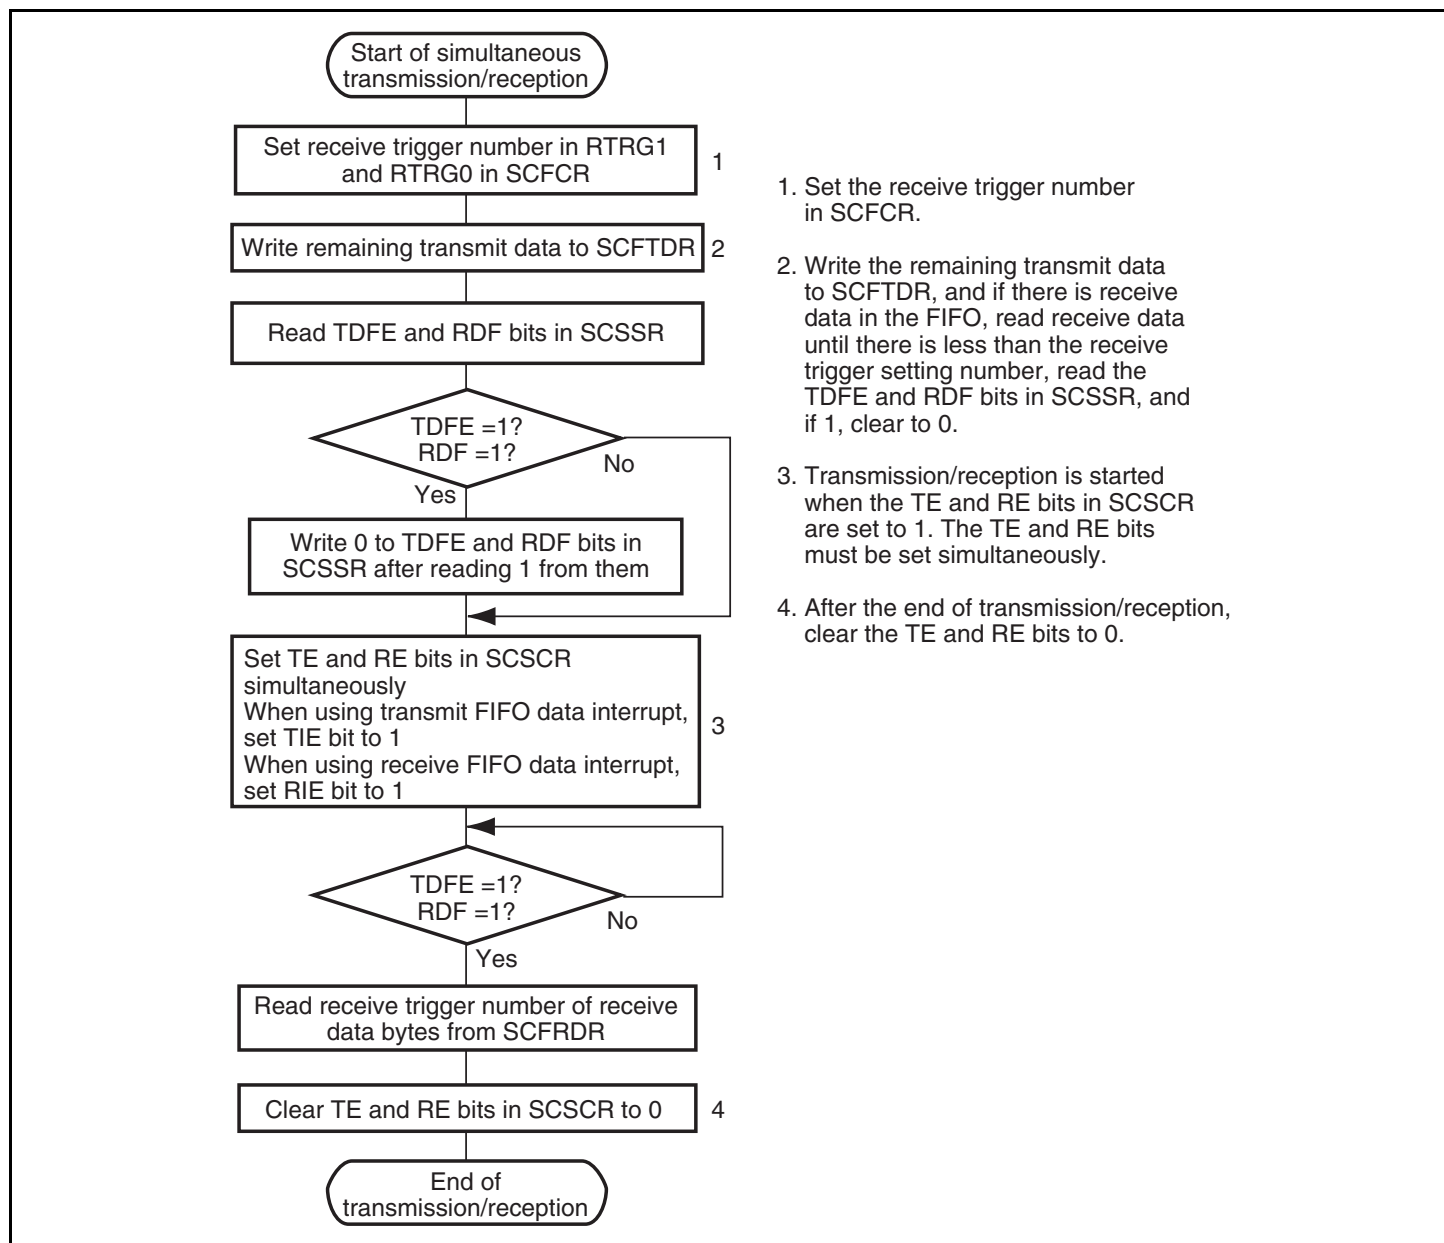 Start of simultaneous
transmission/reception
Set receive trigger number in RTRG1
and RTRG0 in SCFCR
1
Write remaining transmit data to SCFTDR
2
Read TDFE and RDF bits in SCSSR
TDFE =1?
RDF =1?
No
Yes
Write 0 to TDFE and RDF bits in
SCSSR after reading 1 from them
Set TE and RE bits in SCSCR
simultaneously
When using transmit FIFO data interrupt,
set TIE bit to 1
When using receive FIFO data interrupt,
set RIE bit to 1
3
TDFE =1?
RDF =1?
No
Yes
Read receive trigger number of receive
data bytes from SCFRDR
Clear TE and RE bits in SCSCR to 0
4
End of
transmission/reception
1. Set the receive trigger number
in SCFCR.
2. Write the remaining transmit data
to SCFTDR, and if there is receive
data in the FIFO, read receive data
until there is less than the receive
trigger setting number, read the
TDFE and RDF bits in SCSSR, and
if 1, clear to 0.
3. Transmission/reception is started
when the TE and RE bits in SCSCR
are set to 1. The TE and RE bits
must be set simultaneously.
4. After the end of transmission/reception,
clear the TE and RE bits to 0.